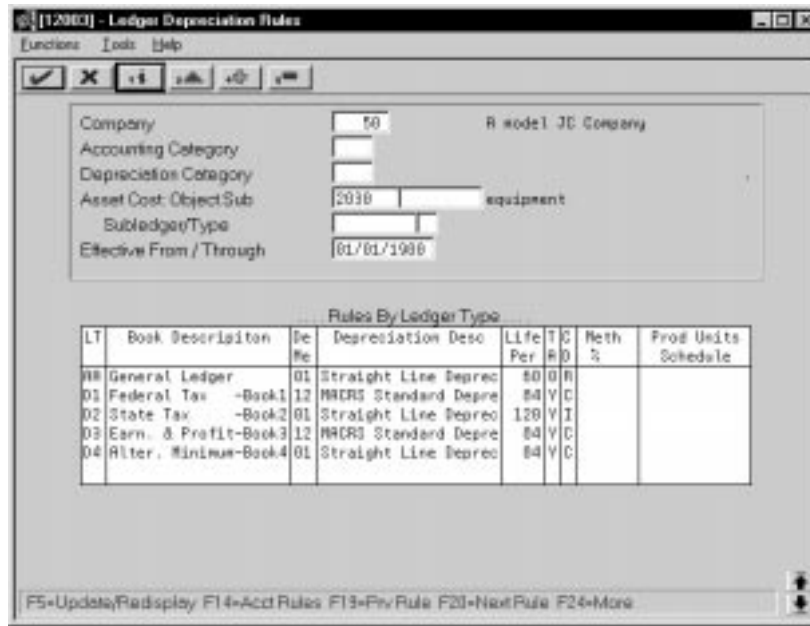 [12003] - Ledger Depreciation Rules
Functions Tools Help
Company 50 A model JC Company
Accounting Category
Depreciation Category
Asset Cost: Object.Sub 2030 equipment
Subledger/Type
Effective From / Through 01/01/1900
Rules By Ledger Type
LT Book Descripiton De Depreciation Desc Life T C Meth Prod Units
Me Per A O % Schedule
AA General Ledger 01 Straight Line Deprec 60 O R
D1 Federal Tax -Book1 12 MACRS Standard Depre 84 Y C
D2 State Tax -Book2 01 Straight Line Deprec 120 Y I
D3 Earn. & Profit-Book3 12 MACRS Standard Depre 84 Y C
D4 Alter. Minimum-Book4 01 Straight Line Deprec 84 Y C
F5=Update/Redisplay F14=Acct Rules F19=Prv Rule F20=Next Rule F24=More